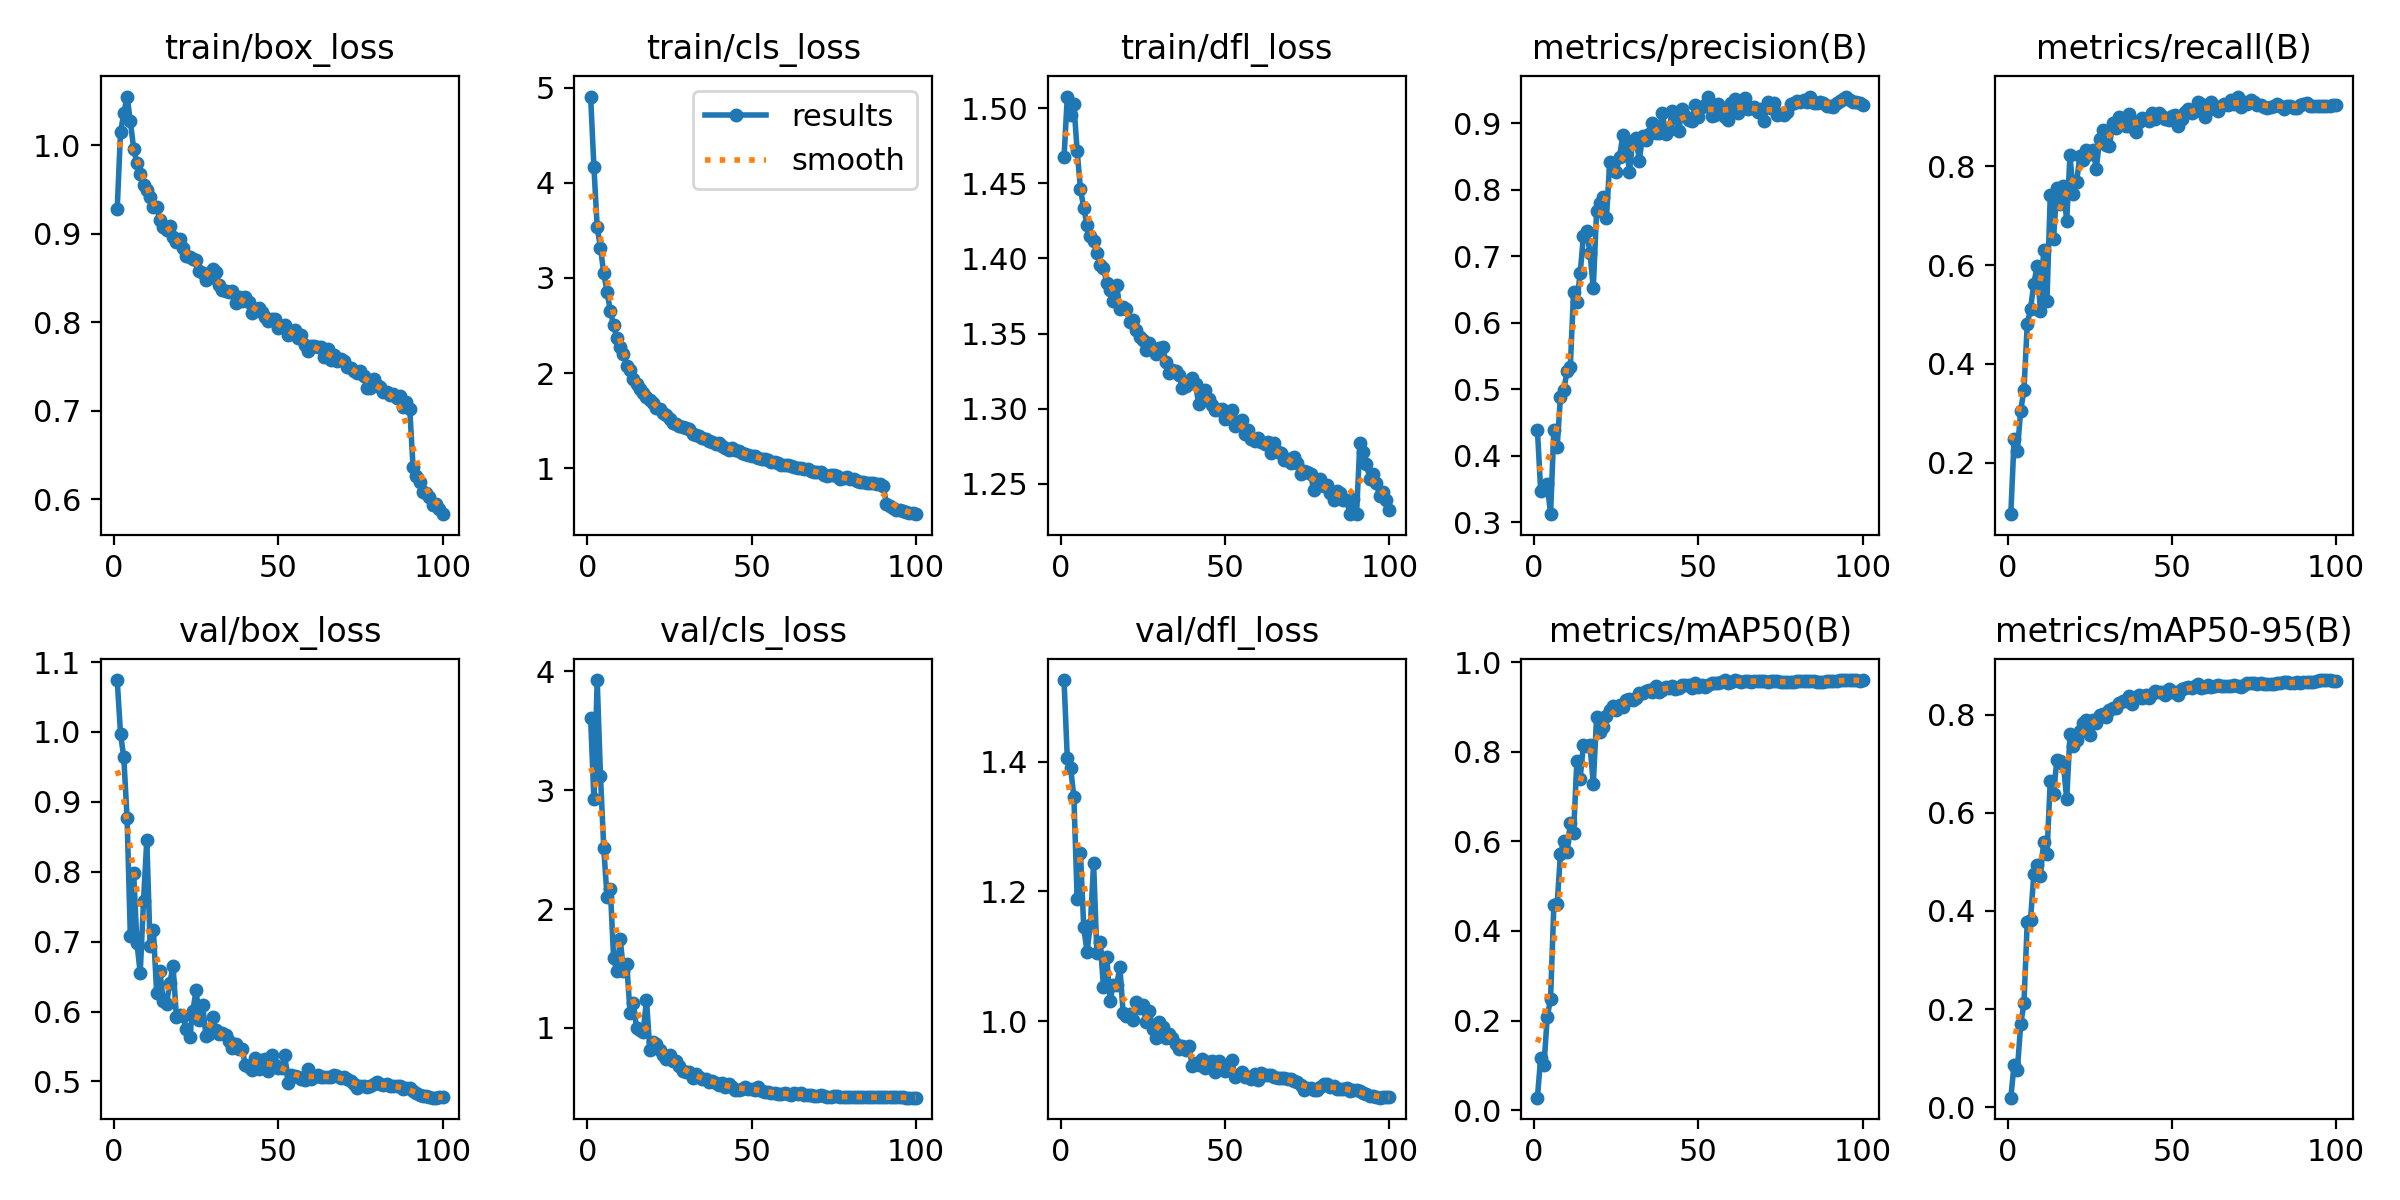 train/box_loss
1.0
0.9
0.8
0.7
0.6
0 50 100
train/cls_loss
results
smooth
5
4
3
2
1
0 50 100
train/dfl_loss
1.50
1.45
1.40
1.35
1.30
1.25
0 50 100
metrics/precision(B)
0.9
0.8
0.7
0.6
0.5
0.4
0.3
0 50 100
metrics/recall(B)
0.8
0.6
0.4
0.2
0 50 100
val/box_loss
1.1
1.0
0.9
0.8
0.7
0.6
0.5
0 50 100
val/cls_loss
4
3
2
1
0 50 100
val/dfl_loss
1.4
1.2
1.0
0 50 100
metrics/mAP50(B)
1.0
0.8
0.6
0.4
0.2
0.0
0 50 100
metrics/mAP50-95(B)
0.8
0.6
0.4
0.2
0.0
0 50 100